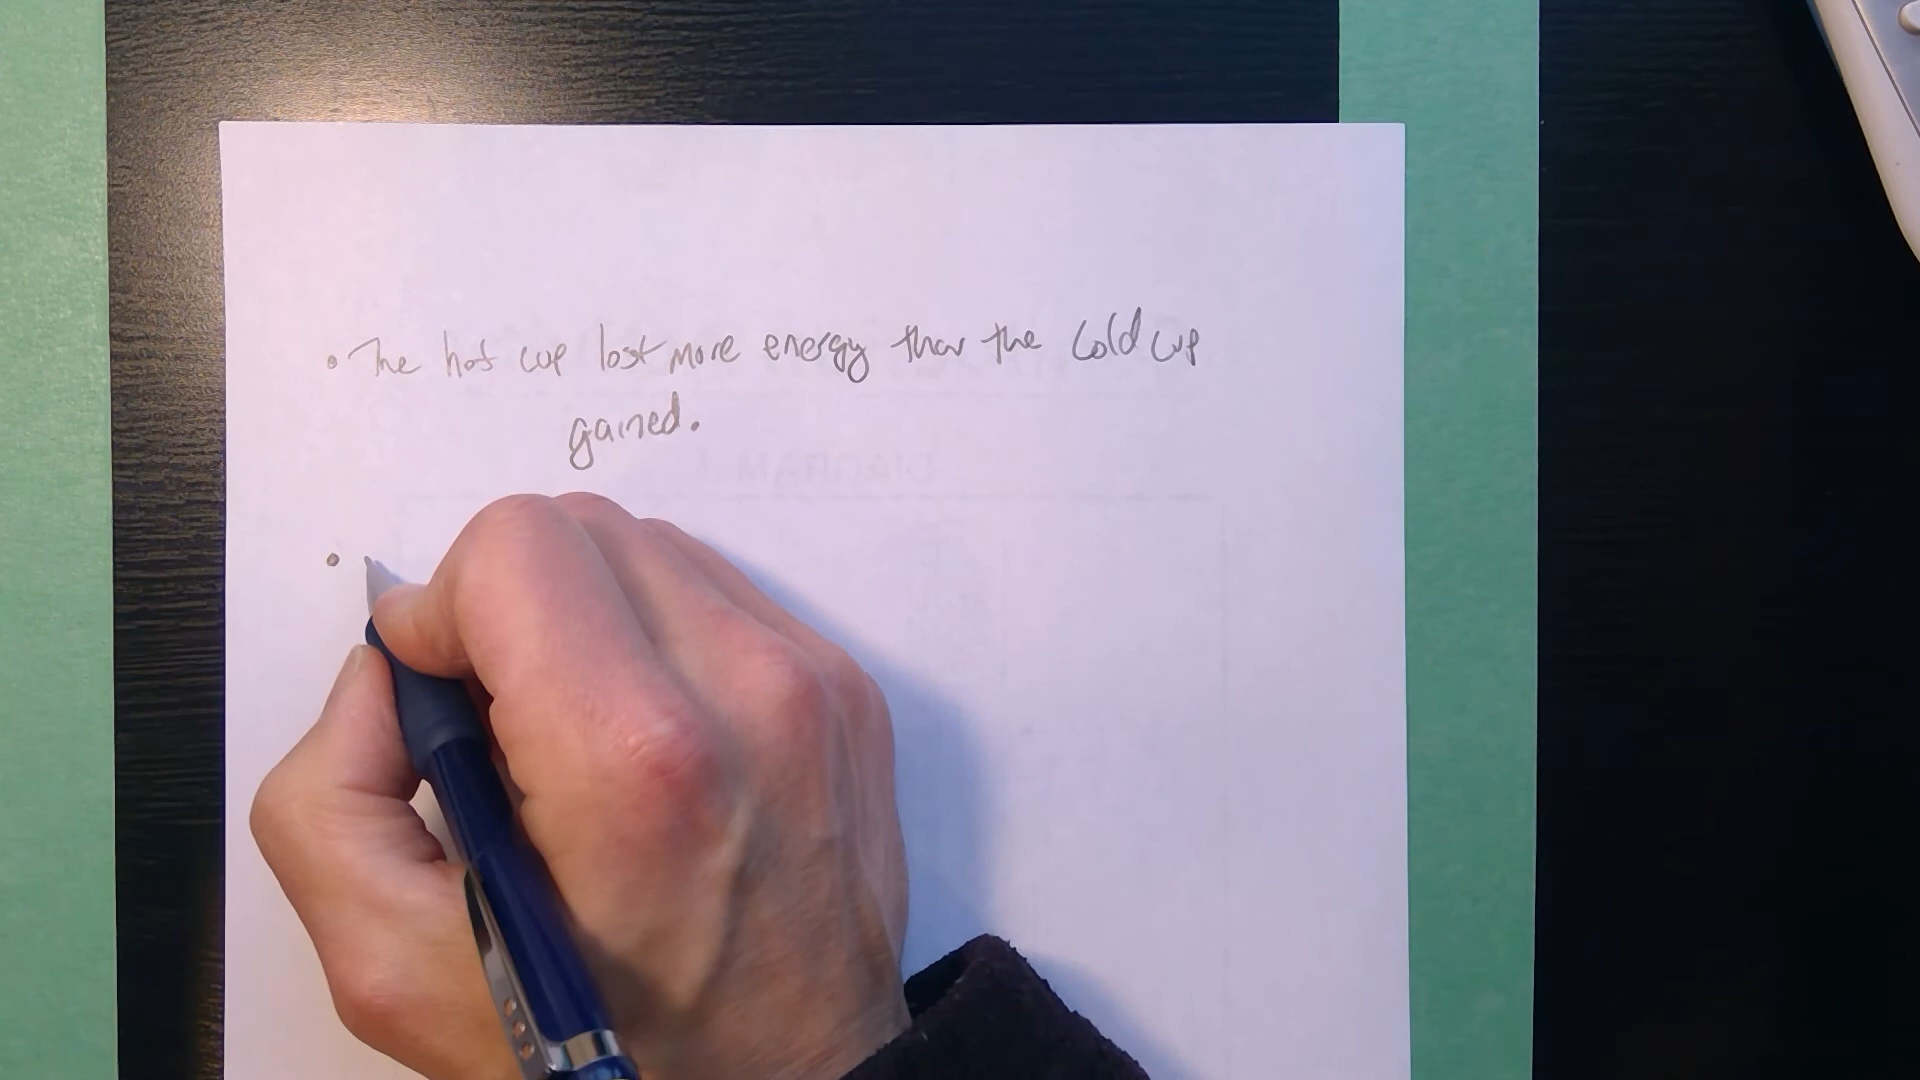 • The hot cup lost more energy than the cold cup
gained.
•